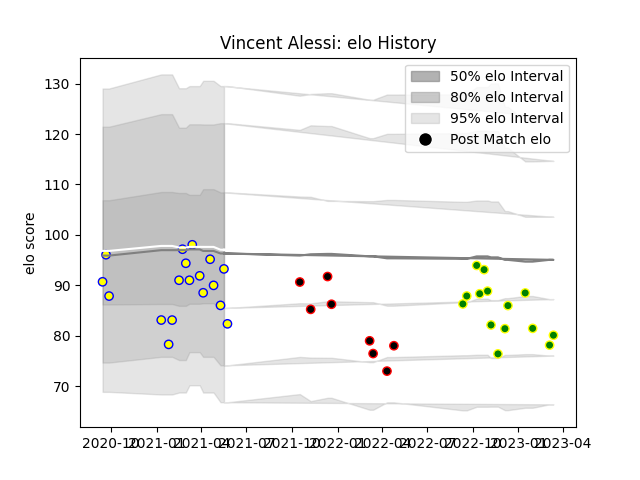 Vincent Alessi: elo History
50% elo Interval
80% elo Interval
95% elo Interval
Post Match elo
elo score
130
120
110
100
90
80
70
2020-10 2021-01 2021-04 2021-07 2021-10 2022-01 2022-04 2022-07 2022-10 2023-01 2023-04